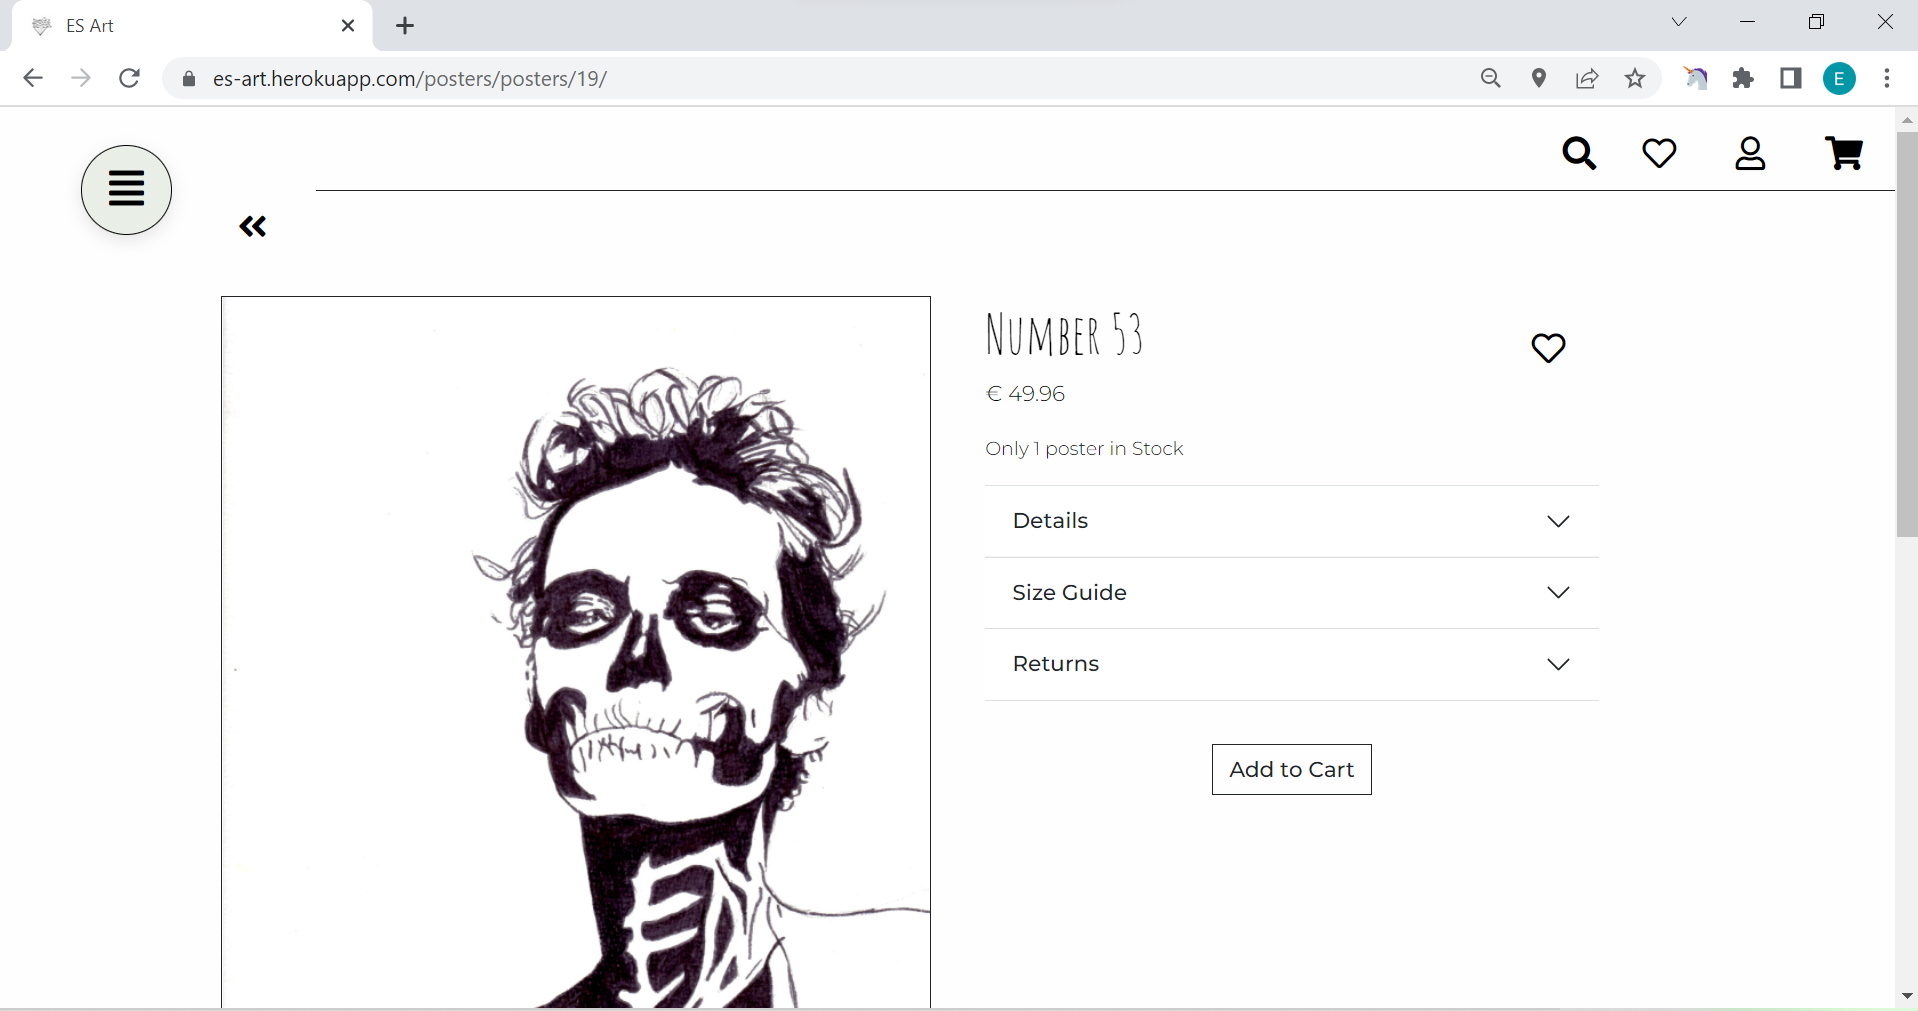 ES Art
es-art.herokuapp.com/posters/posters/19/
E
Number 53
€ 49.96
Only 1 poster in Stock
Details
Size Guide
Returns
Add to Cart